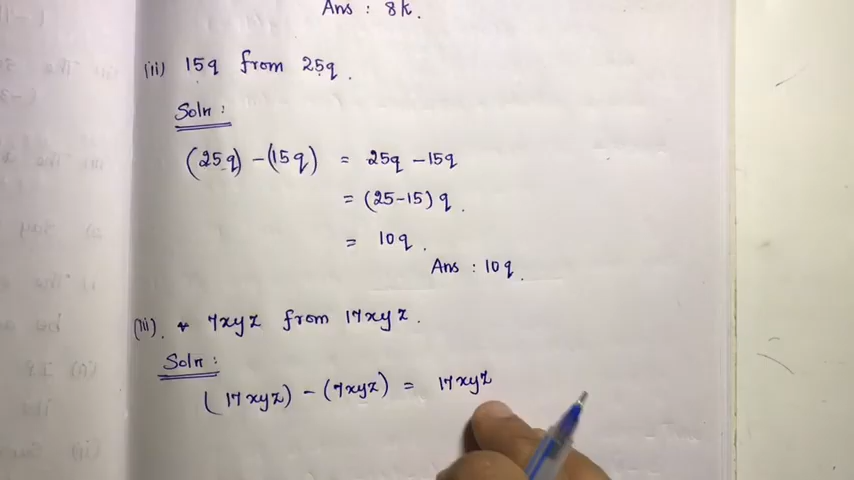 Ans : 8k.
(ii) 15q from 25q.
Soln:
(25q) - (15q) = 25q - 15q
= (25-15) q.
= 10q.
Ans : 10q.
(iii). 7xyz from 17xyz.
Soln:
(17xyz) - (7xyz) = 17xyz